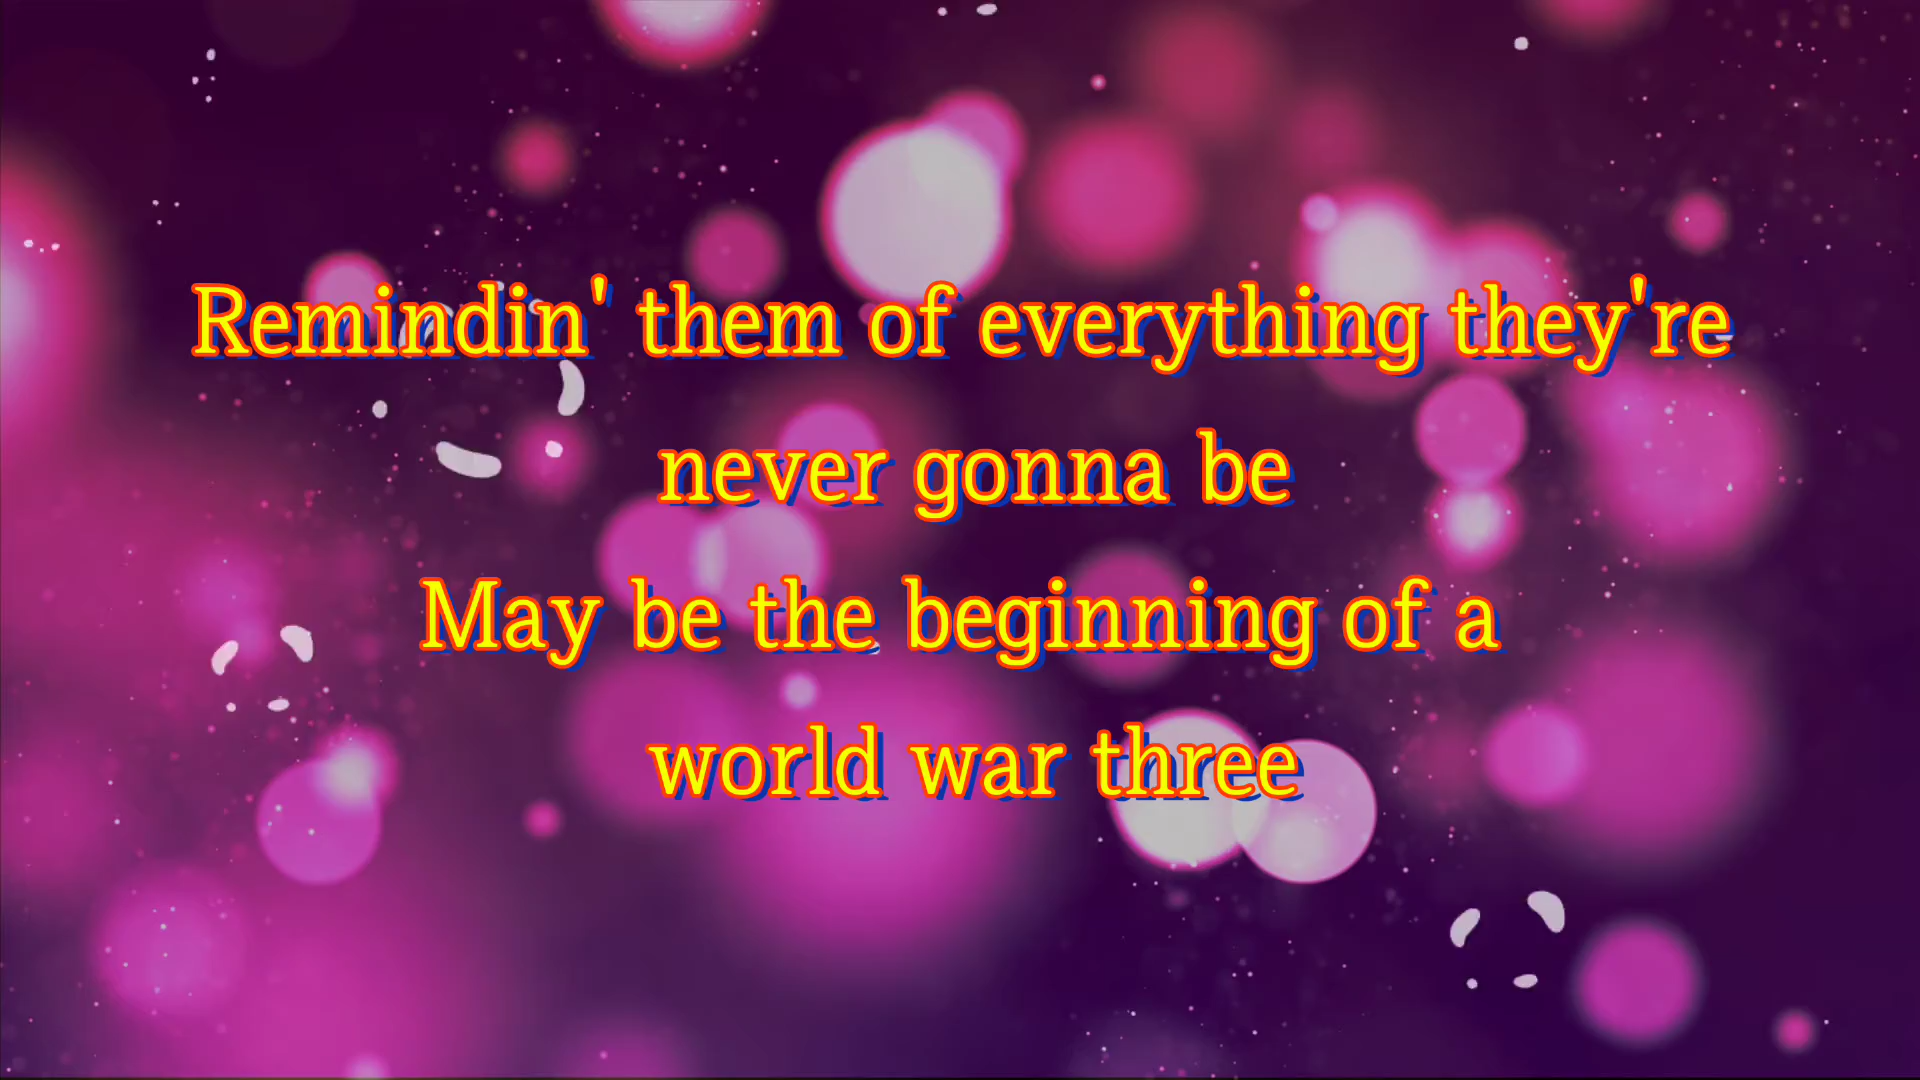 Remindin' them of everything they're
never gonna be
May be the beginning of a
world war three